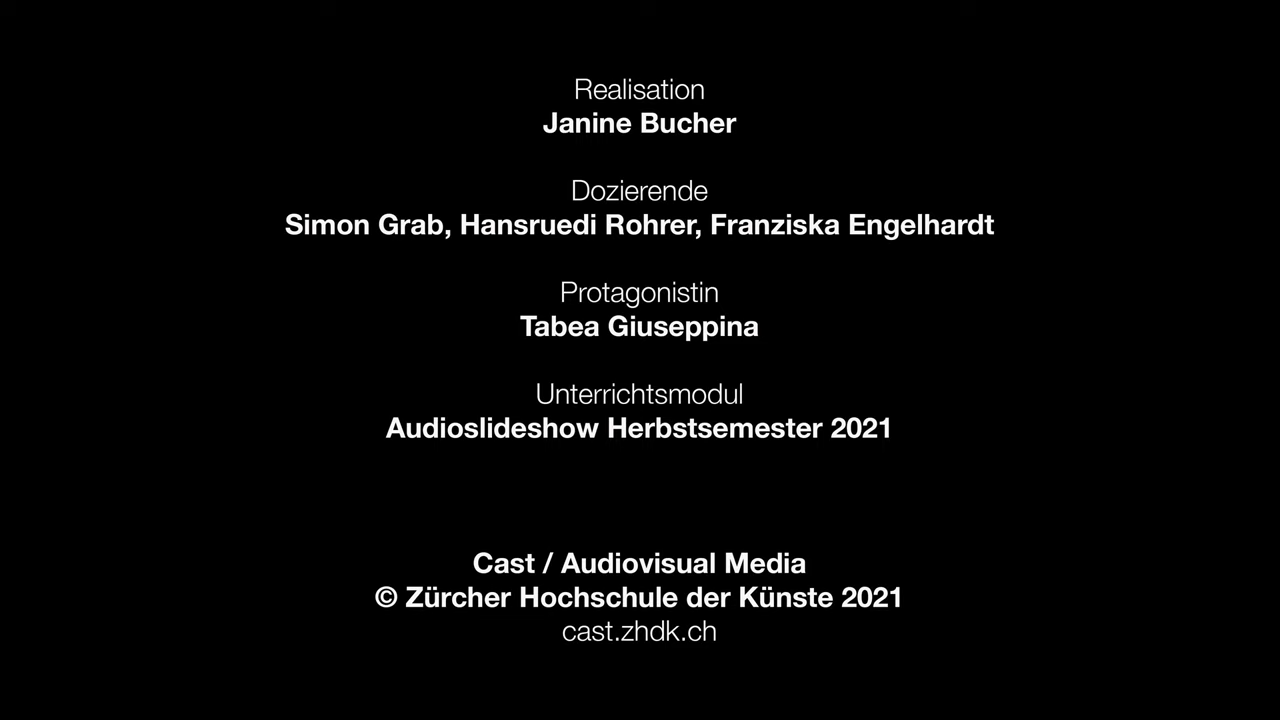 Realisation
Janine Bucher
Dozierende
Simon Grab, Hansruedi Rohrer, Franziska Engelhardt
Protagonistin
Tabea Giuseppina
Unterrichtsmodul
Audioslideshow Herbstsemester 2021
Cast / Audiovisual Media
© Zürcher Hochschule der Künste 2021
cast.zhdk.ch